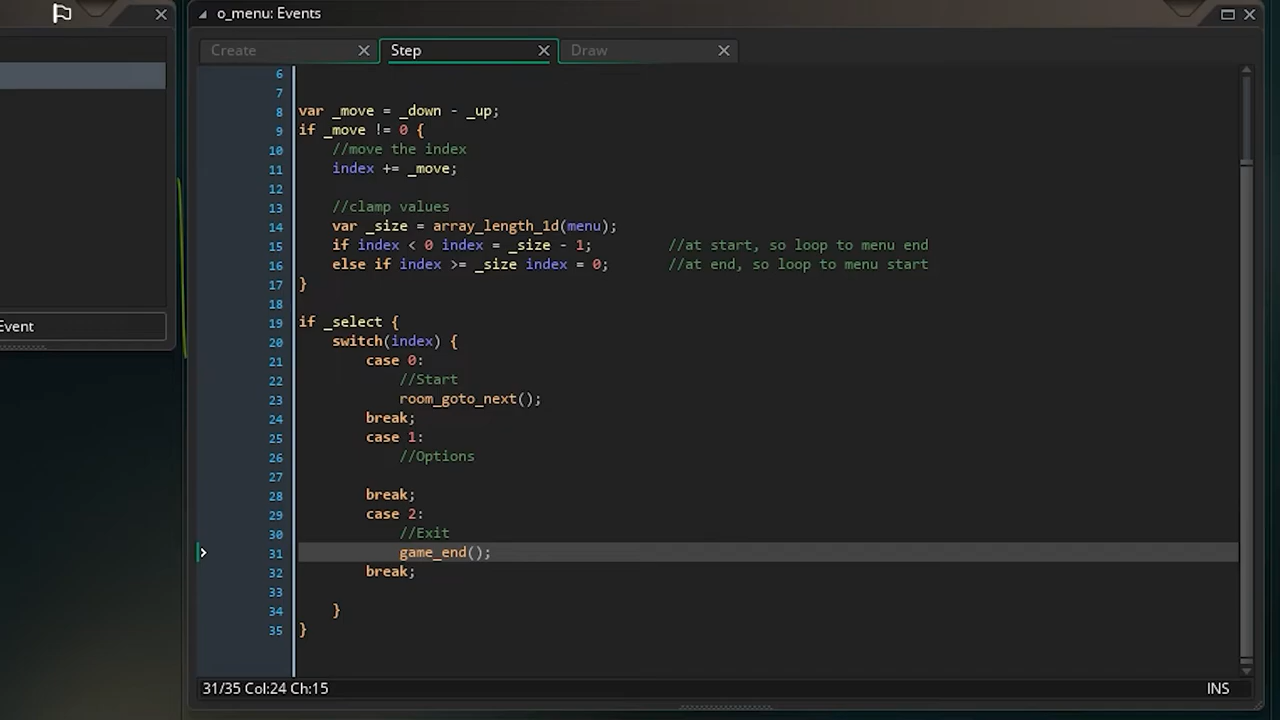 o_menu: Events
Create
Step
Draw
Event
6
7
8 var _move = _down - _up;
9 if _move != 0 {
10 //move the index
11 index += _move;
12
13 //clamp values
14 var _size = array_length_1d(menu);
15 if index < 0 index = _size - 1; //at start, so loop to menu end
16 else if index >= _size index = 0; //at end, so loop to menu start
17 }
18
19 if _select {
20 switch(index) {
21 case 0:
22 //Start
23 room_goto_next();
24 break;
25 case 1:
26 //Options
27
28 break;
29 case 2:
30 //Exit
31 game_end();
32 break;
33
34 }
35 }
31/35 Col:24 Ch:15 INS